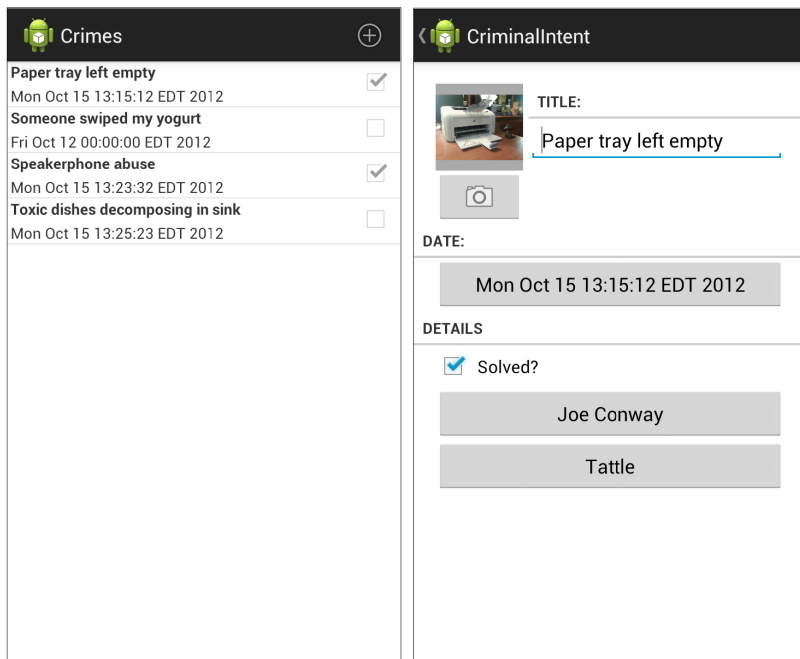 Crimes
Paper tray left empty
Mon Oct 15 13:15:12 EDT 2012
Someone swiped my yogurt
Fri Oct 12 00:00:00 EDT 2012
Speakerphone abuse
Mon Oct 15 13:23:32 EDT 2012
Toxic dishes decomposing in sink
Mon Oct 15 13:25:23 EDT 2012
CriminalIntent
TITLE:
Paper tray left empty
DATE:
Mon Oct 15 13:15:12 EDT 2012
DETAILS
Solved?
Joe Conway
Tattle